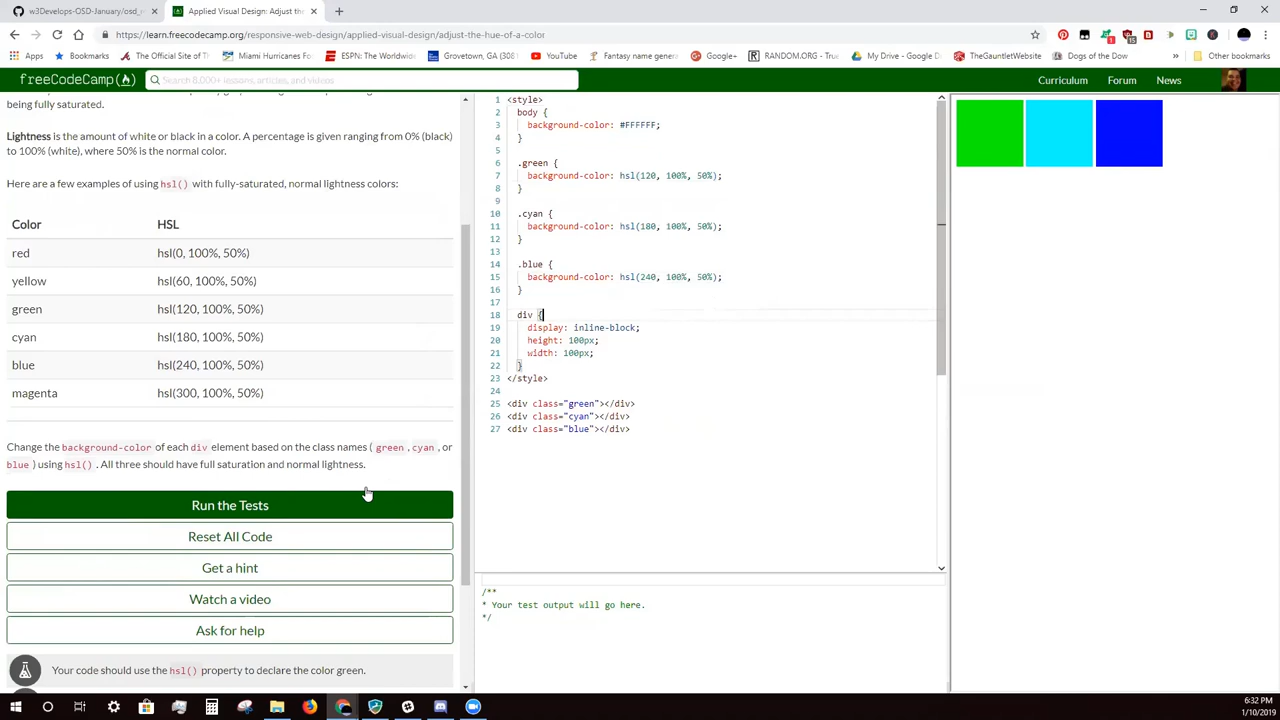 w3Develops-OSD-January/osd_r
Applied Visual Design: Adjust the
https://learn.freecodecamp.org/responsive-web-design/applied-visual-design/adjust-the-hue-of-a-color
Apps
Bookmarks
The Official Site of
Miami Hurricanes
ESPN: The Worldwide
Grovetown, GA (305
YouTube
Fantasy name gener
Google+
RANDOM.ORG - True
My Drive - Google D
TheGauntletWebsite
Dogs of the Dow
»
Other bookmarks
freeCodeCamp
Search 8,000+ lessons, articles, and videos
Curriculum
Forum
News
being fully saturated.
Lightness is the amount of white or black in a color. A percentage is given ranging from 0% (black)
to 100% (white), where 50% is the normal color.
Here are a few examples of using hsl() with fully-saturated, normal lightness colors:
Color HSL
red hsl(0, 100%, 50%)
yellow hsl(60, 100%, 50%)
green hsl(120, 100%, 50%)
cyan hsl(180, 100%, 50%)
blue hsl(240, 100%, 50%)
magenta hsl(300, 100%, 50%)
Change the background-color of each div element based on the class names ( green , cyan , or
blue ) using hsl() . All three should have full saturation and normal lightness.
Run the Tests
Reset All Code
Get a hint
Watch a video
Ask for help
Your code should use the hsl() property to declare the color green.
1 <style>
2 body {
3 background-color: #FFFFFF;
4 }
5
6 .green {
7 background-color: hsl(120, 100%, 50%);
8 }
9
10 .cyan {
11 background-color: hsl(180, 100%, 50%);
12 }
13
14 .blue {
15 background-color: hsl(240, 100%, 50%);
16 }
17
18 div {
19 display: inline-block;
20 height: 100px;
21 width: 100px;
22 }
23 </style>
24
25 <div class="green"></div>
26 <div class="cyan"></div>
27 <div class="blue"></div>
/**
* Your test output will go here.
*/
6:32 PM
1/10/2019